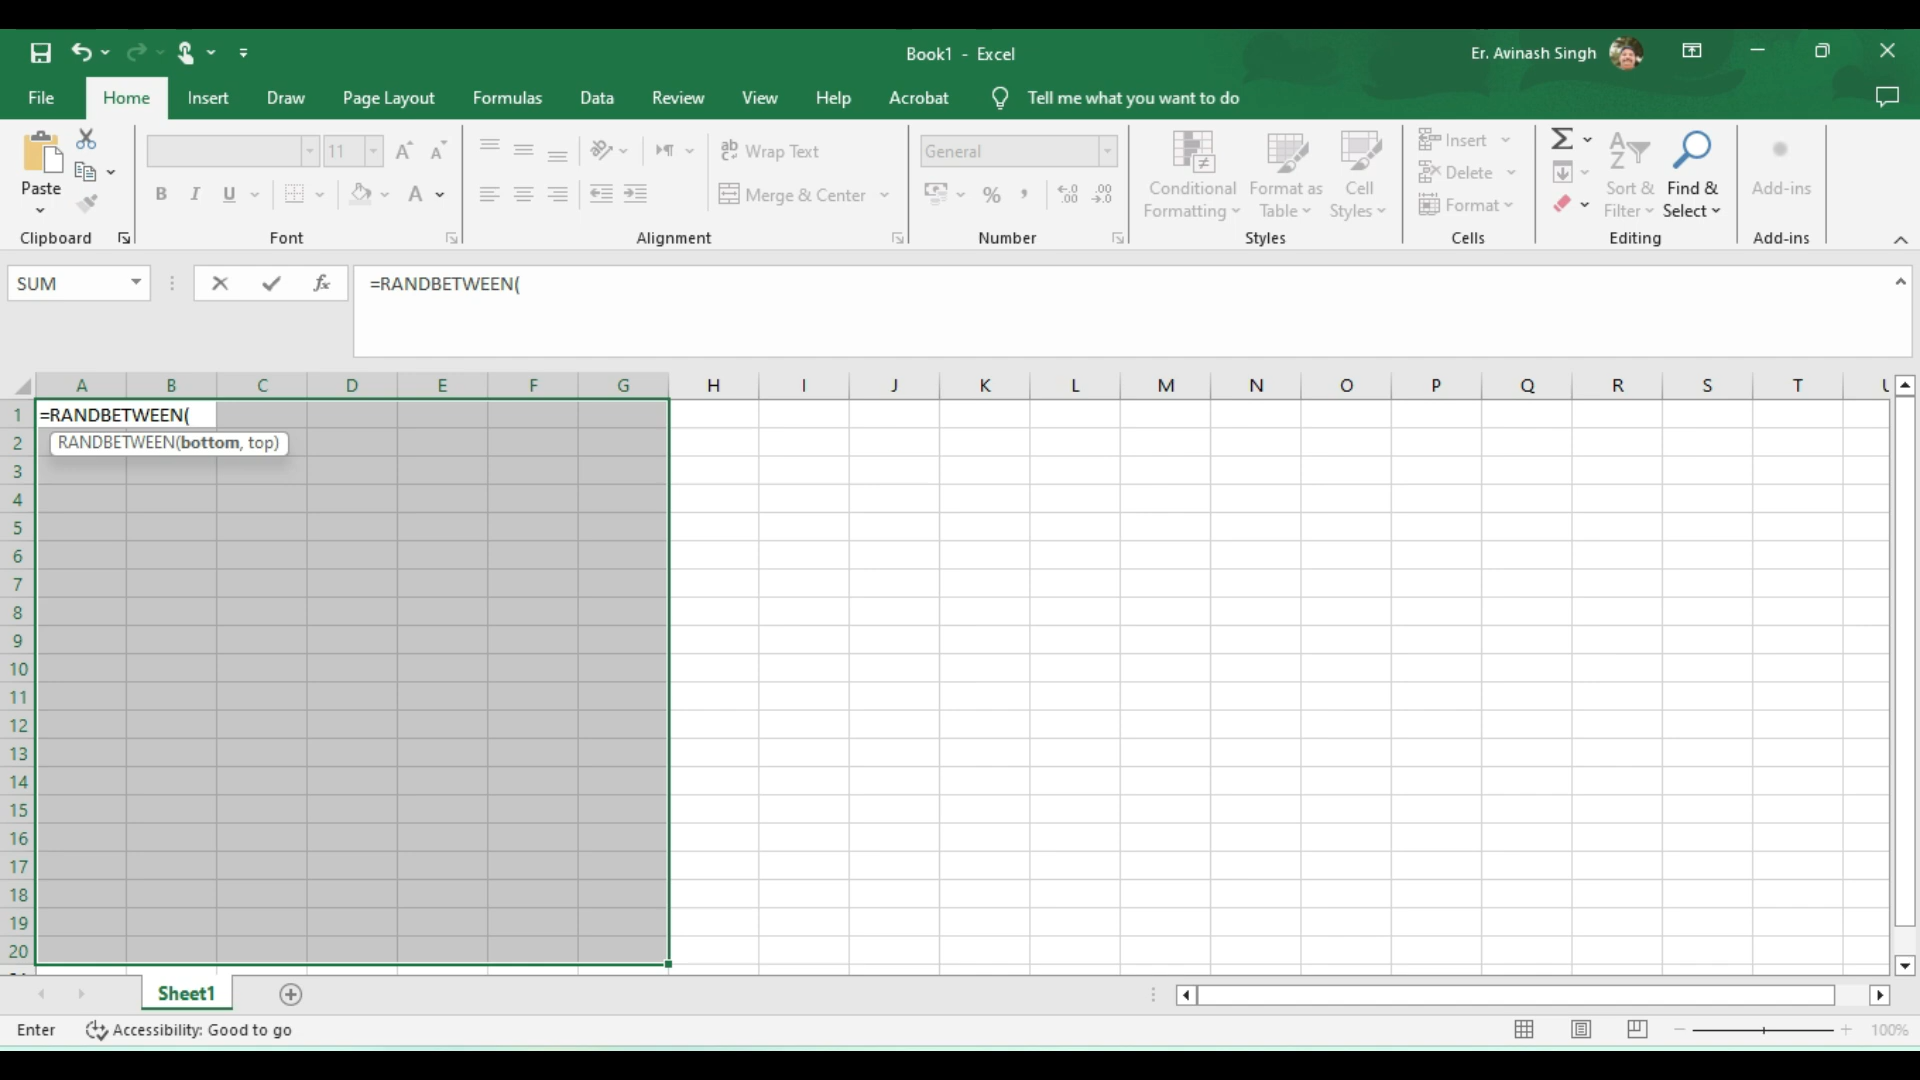 Book1 - Excel
Er. Avinash Singh
File Home Insert Draw Page Layout Formulas Data Review View Help Acrobat Tell me what you want to do
Paste
Clipboard
11
A A
B I U A
Font
ab Wrap Text
Merge & Center
Alignment
General
% ,
Number
Conditional Formatting
Format as Table
Cell Styles
Styles
Insert
Delete
Format
Cells
Sort & Filter
Find & Select
Editing
Add-ins
Add-ins
SUM
fx
=RANDBETWEEN(
A B C D E F G H I J K L M N O P Q R S T
1 =RANDBETWEEN(
2 RANDBETWEEN(bottom, top)
3
4
5
6
7
8
9
10
11
12
13
14
15
16
17
18
19
20
Sheet1
Enter Accessibility: Good to go
100%